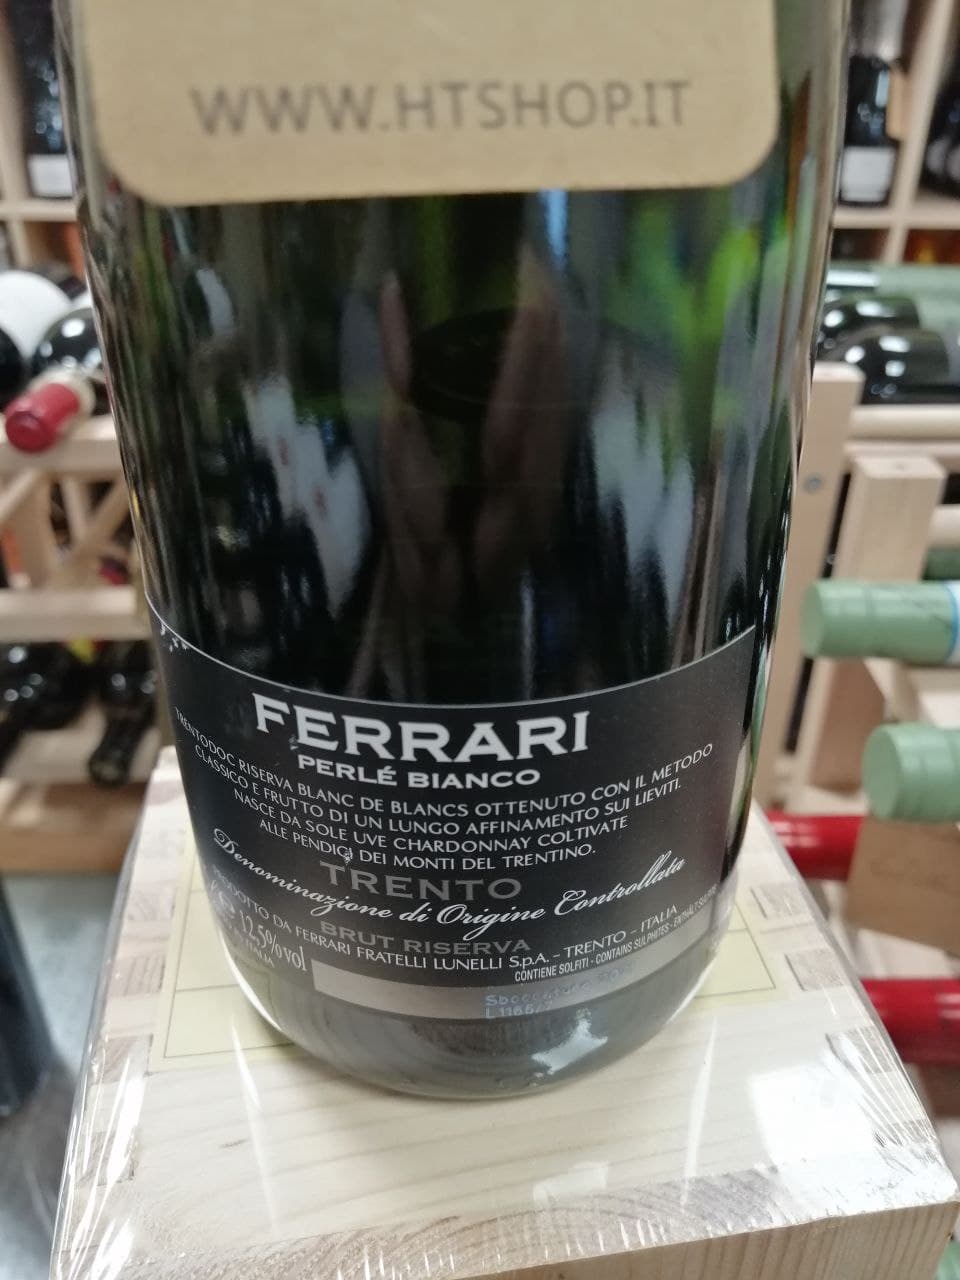 WWW.HTSHOP.IT
FERRARI
PERLÉ BIANCO
TRENTODOC RISERVA BLANC DE BLANCS OTTENUTO CON IL METODO
CLASSICO E FRUTTO DI UN LUNGO AFFINAMENTO SUI LIEVITI.
NASCE DA SOLE UVE CHARDONNAY COLTIVATE
ALLE PENDICI DEI MONTI DEL TRENTINO.
TRENTO
Denominazione di Origine Controllata
BRUT RISERVA
PRODOTTO DA FERRARI FRATELLI LUNELLI S.p.A. - TRENTO - ITALIA
12,5%vol
CONTIENE SOLFITI - CONTAINS SULPHITES - ENTHÄLT SULFITE